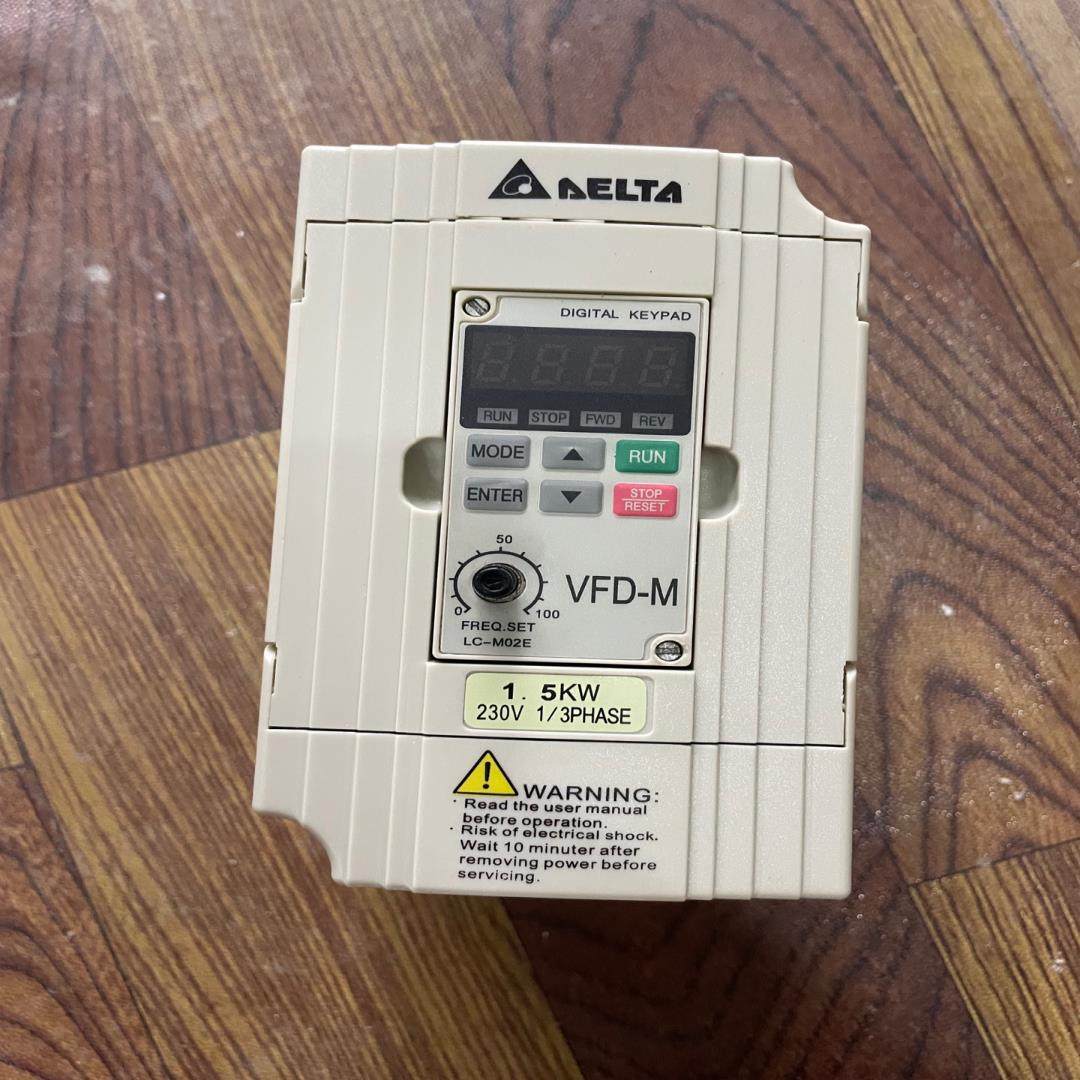 DELTA
DIGITAL KEYPAD
8.888
RUN STOP FWD REV
MODE ▲ RUN
ENTER ▼ STOP
RESET
50
0 100
FREQ.SET
LC-M02E
VFD-M
1.5KW
230V 1/3PHASE
WARNING:
· Read the user manual
before operation.
· Risk of electrical shock.
Wait 10 minuter after
removing power before
servicing.